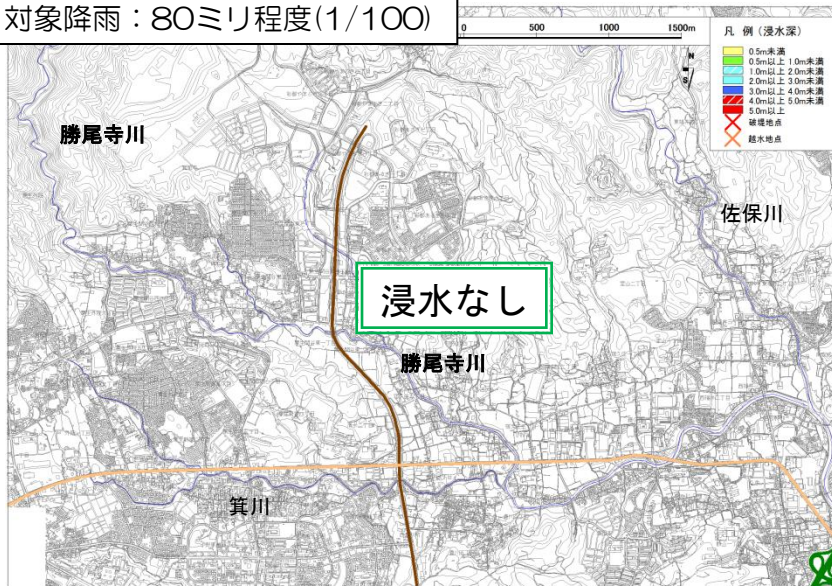 対象降雨：80ミリ程度(1/100)
0 500 1000 1500m
N
S
凡 例 (浸水深)
0.5m未満
0.5m以上 1.0m未満
1.0m以上 2.0m未満
2.0m以上 3.0m未満
3.0m以上 4.0m未満
4.0m以上 5.0m未満
5.0m以上
破堤地点
越水地点
勝尾寺川
佐保川
浸水なし
勝尾寺川
箕川